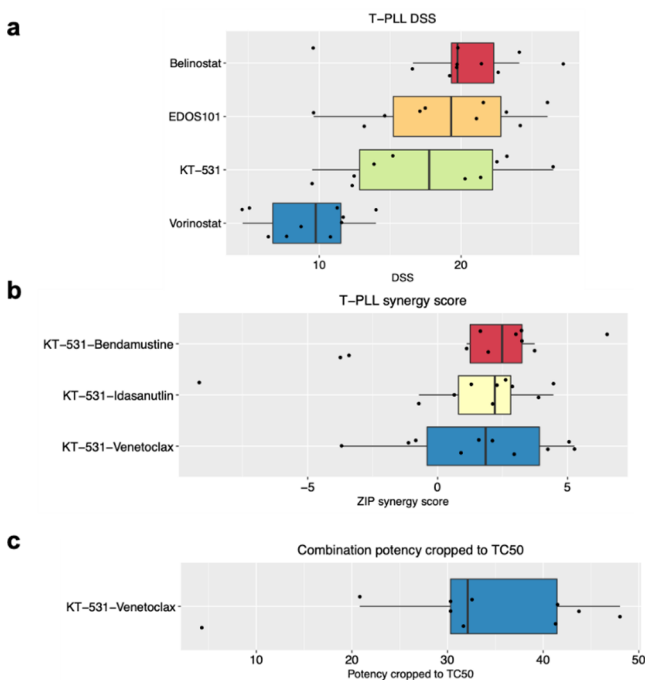 a
T-PLL DSS
Belinostat
EDOS101
KT-531
Vorinostat
10 20
DSS
b
T-PLL synergy score
KT-531-Bendamustine
KT-531-Idasanutlin
KT-531-Venetoclax
-5 0 5
ZIP synergy score
c
Combination potency cropped to TC50
KT-531-Venetoclax
10 20 30 40 50
Potency cropped to TC50